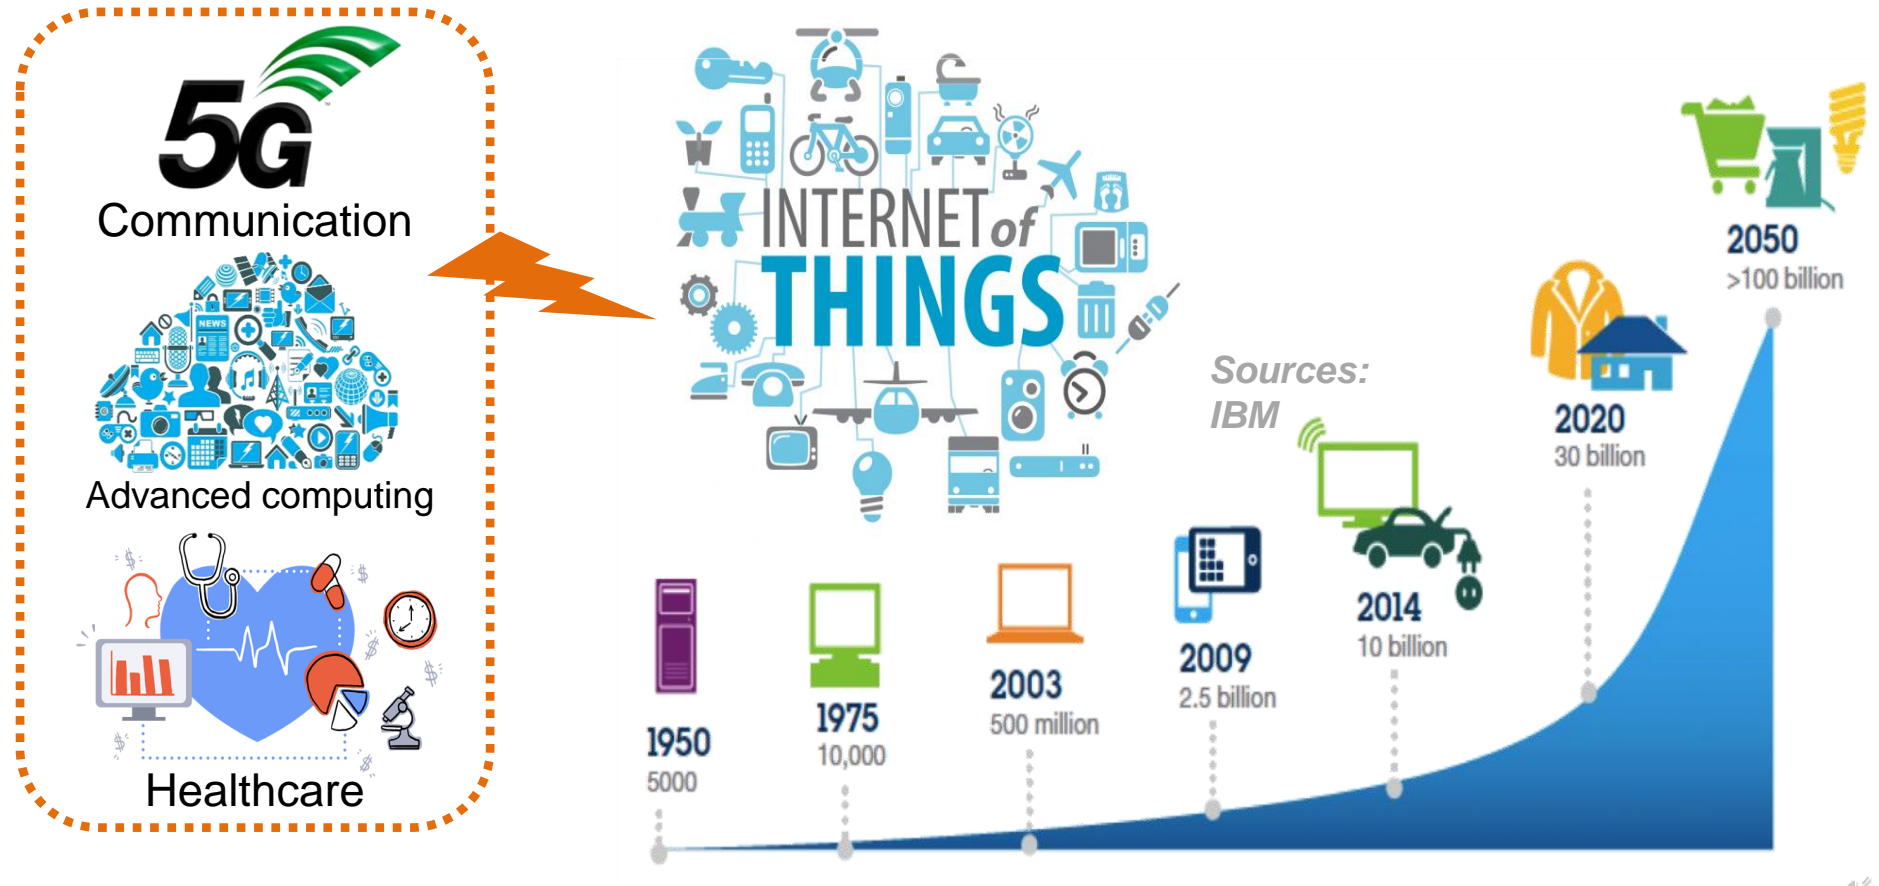 5G
™
Communication
NEWS
Advanced computing
Healthcare
INTERNET of
THINGS
Sources:
IBM
1950
5000
1975
10,000
2003
500 million
2009
2.5 billion
2014
10 billion
2020
30 billion
2050
>100 billion